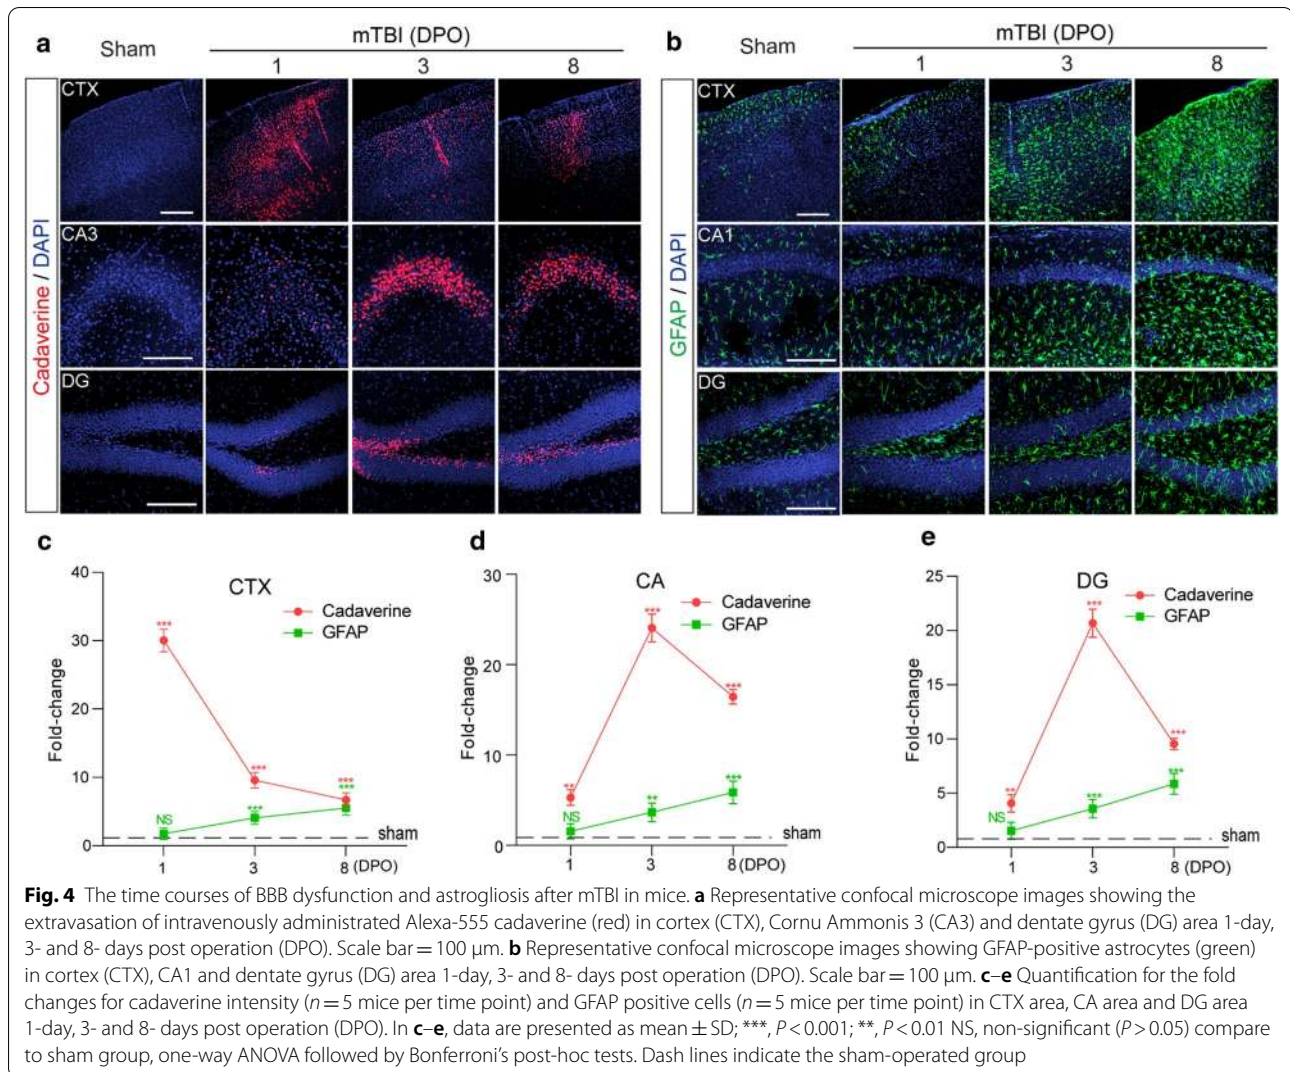 a
Sham
mTBI (DPO)
1
3
8
Cadaverine / DAPI
CTX
CA3
DG
b
Sham
mTBI (DPO)
1
3
8
GFAP / DAPI
CTX
CA1
DG
c
CTX
Cadaverine
GFAP
Fold-change
40
30
20
10
0
***
***
***
***
***
NS
sham
1
3
8 (DPO)
d
CA
Cadaverine
GFAP
Fold-change
30
20
10
0
**
***
***
NS
**
***
sham
1
3
8 (DPO)
e
DG
Cadaverine
GFAP
Fold-change
25
20
15
10
5
0
**
***
***
NS
***
***
sham
1
3
8 (DPO)
Fig. 4 The time courses of BBB dysfunction and astrogliosis after mTBI in mice. a Representative confocal microscope images showing the
extravasation of intravenously administrated Alexa-555 cadaverine (red) in cortex (CTX), Cornu Ammonis 3 (CA3) and dentate gyrus (DG) area 1-day,
3- and 8- days post operation (DPO). Scale bar = 100 μm. b Representative confocal microscope images showing GFAP-positive astrocytes (green)
in cortex (CTX), CA1 and dentate gyrus (DG) area 1-day, 3- and 8- days post operation (DPO). Scale bar = 100 μm. c–e Quantification for the fold
changes for cadaverine intensity (n = 5 mice per time point) and GFAP positive cells (n = 5 mice per time point) in CTX area, CA area and DG area
1-day, 3- and 8- days post operation (DPO). In c–e, data are presented as mean ± SD; ***, P < 0.001; **, P < 0.01 NS, non-significant (P > 0.05) compare
to sham group, one-way ANOVA followed by Bonferroni's post-hoc tests. Dash lines indicate the sham-operated group